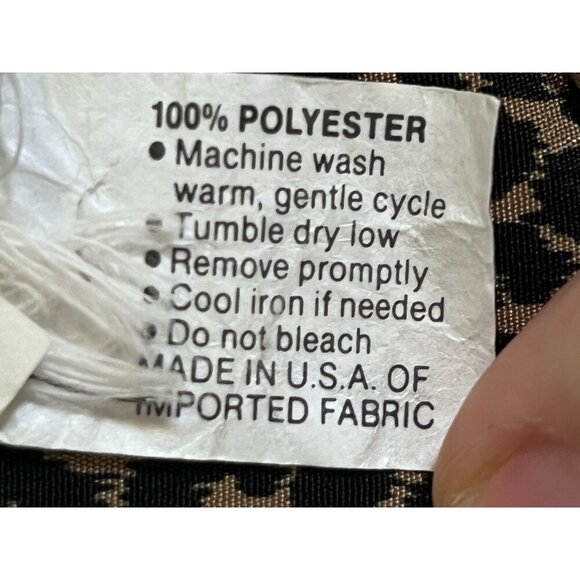 100% POLYESTER
• Machine wash
warm, gentle cycle
• Tumble dry low
• Remove promptly
• Cool iron if needed
• Do not bleach
MADE IN U.S.A. OF
IMPORTED FABRIC